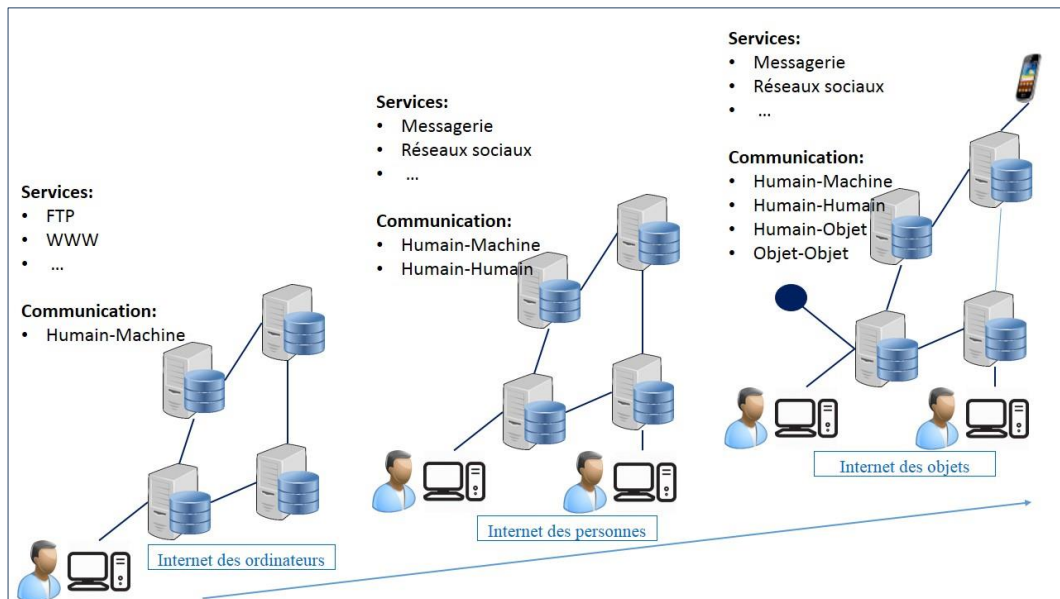 Services:
• FTP
• WWW
• ...
Communication:
• Humain-Machine
Internet des ordinateurs
Services:
• Messagerie
• Réseaux sociaux
• ...
Communication:
• Humain-Machine
• Humain-Humain
Internet des personnes
Services:
• Messagerie
• Réseaux sociaux
• ...
Communication:
• Humain-Machine
• Humain-Humain
• Humain-Objet
• Objet-Objet
Internet des objets